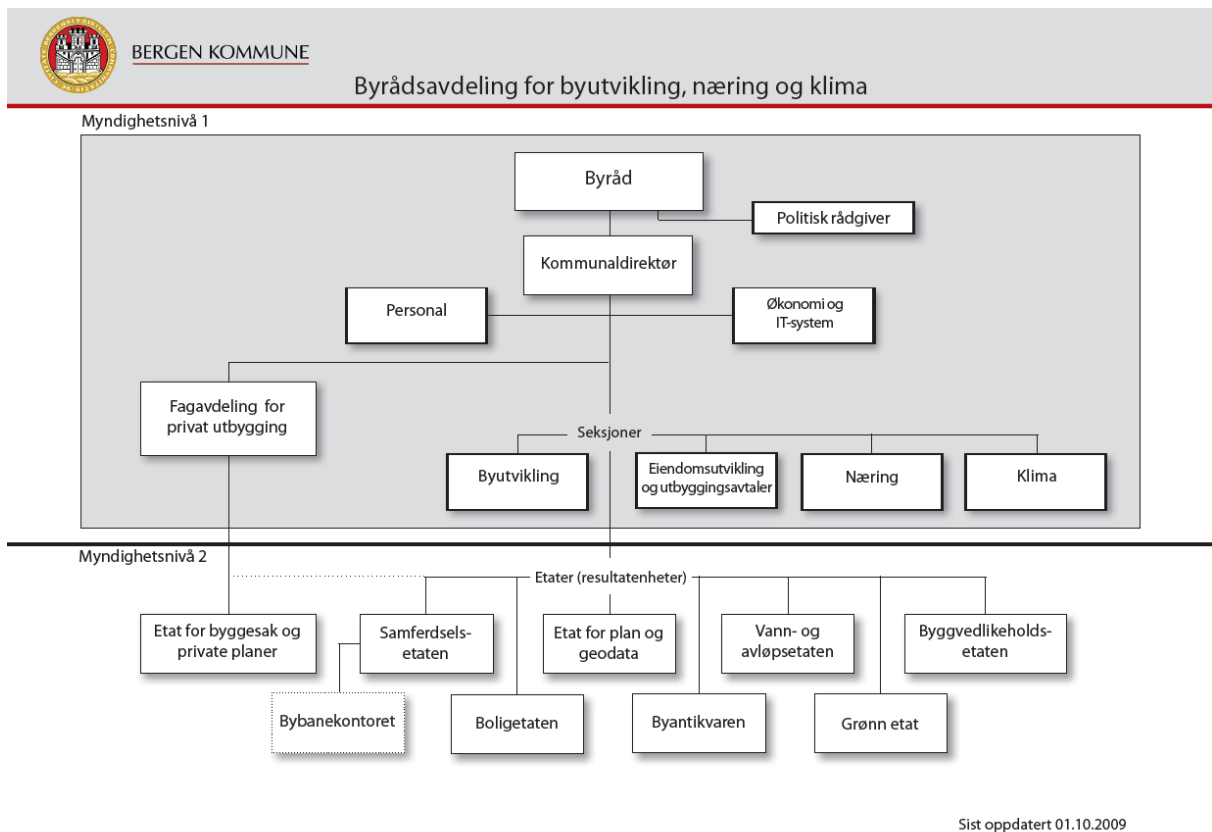 BERGEN KOMMUNE
Byrådsavdeling for byutvikling, næring og klima
Myndighetsnivå 1
Byråd
Politisk rådgiver
Kommunaldirektør
Personal
Økonomi og
IT-system
Fagavdeling for
privat utbygging
Seksjoner
Byutvikling
Eiendomsutvikling
og utbyggingsavtaler
Næring
Klima
Myndighetsnivå 2
Etater (resultatenheter)
Etat for byggesak og
private planer
Samferdsels-
etaten
Etat for plan og
geodata
Vann- og
avløpsetaten
Byggvedlikeholds-
etaten
Bybanekontoret
Boligetaten
Byantikvaren
Grønn etat
Sist oppdatert 01.10.2009